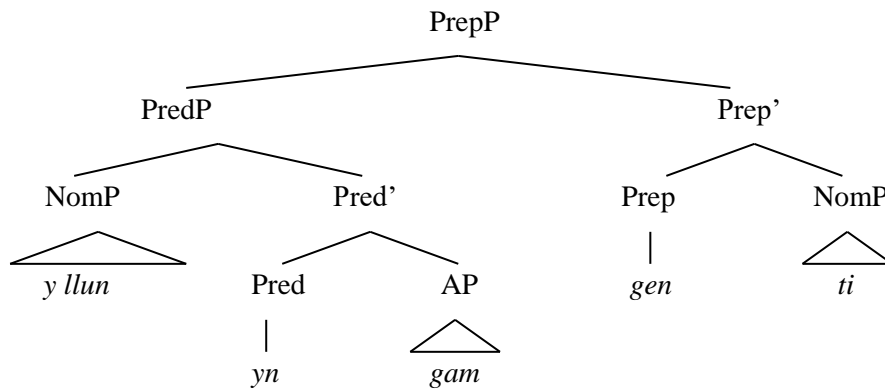 PrepP
PredP Prep’
NomP Pred’ Prep NomP
y llun Pred AP gen ti
yn gam